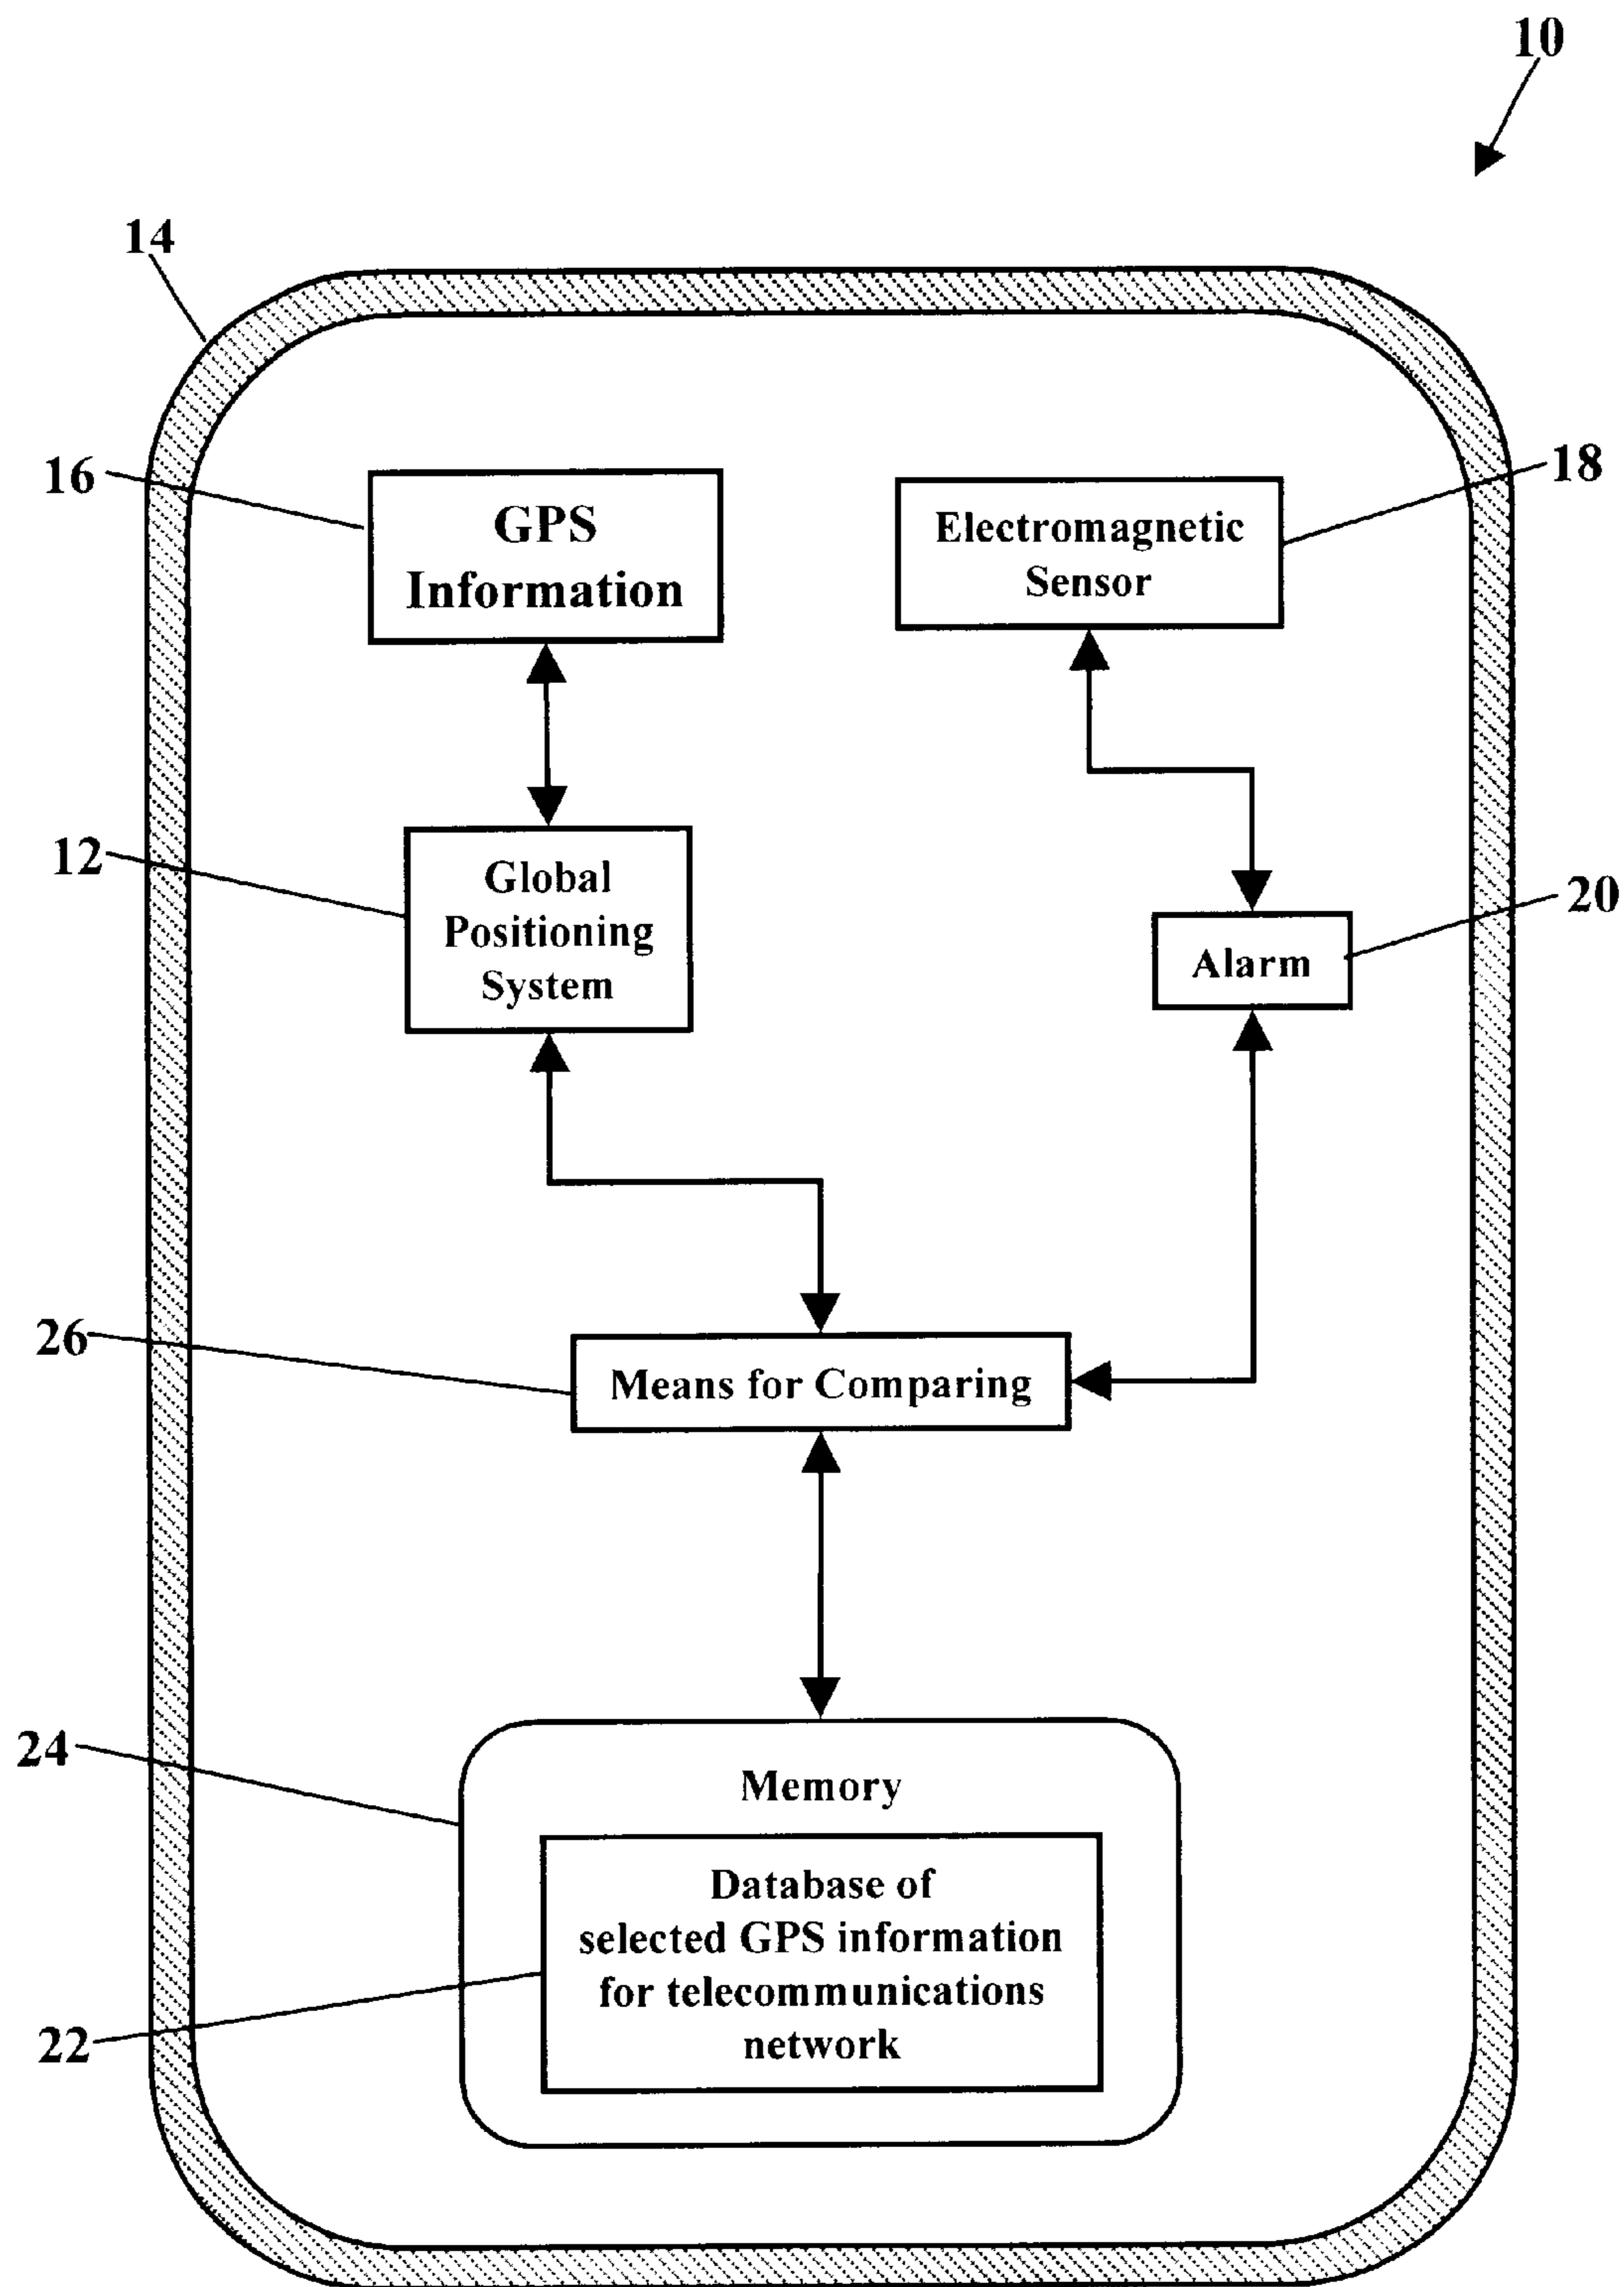 10
14
16
GPS
Information
Electromagnetic
Sensor
18
12
Global
Positioning
System
Alarm
20
26
Means for Comparing
24
Memory
Database of
selected GPS information
for telecommunications
network
22